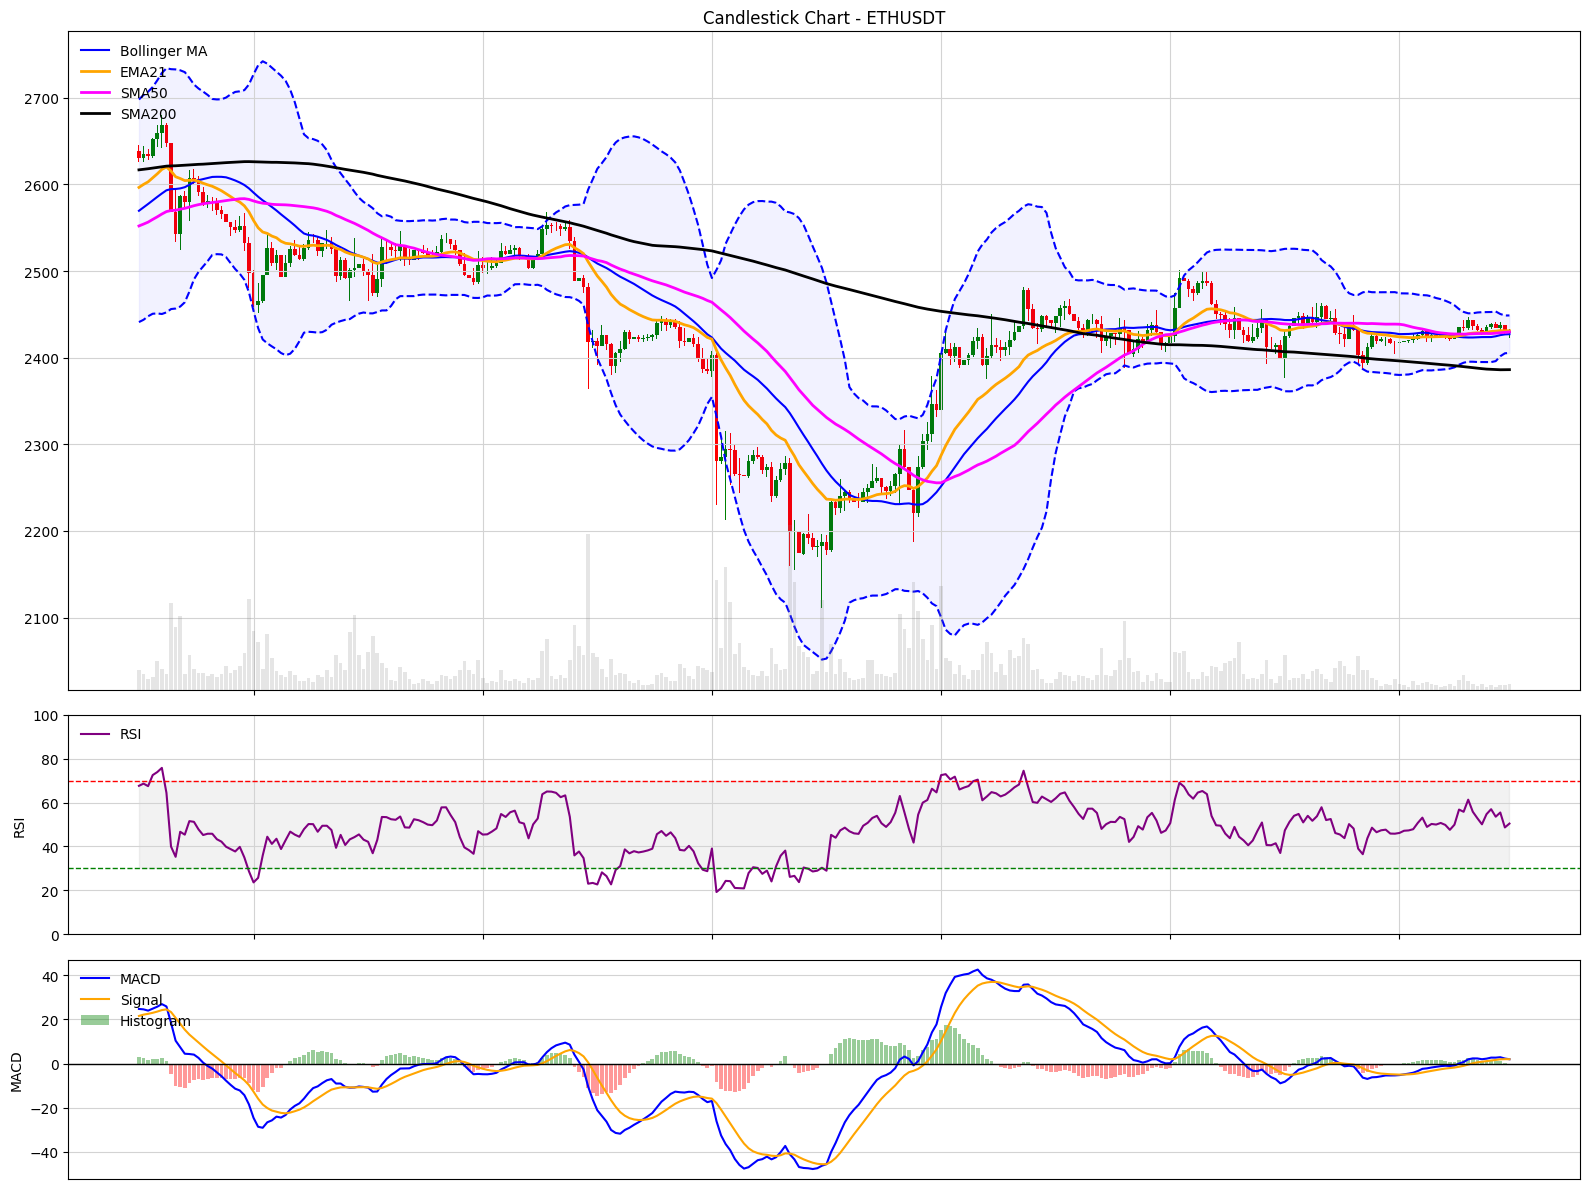 Candlestick Chart - ETHUSDT
Bollinger MA
EMA21
SMA50
SMA200
2700
2600
2500
2400
2300
2200
2100
RSI
100
80
60
40
20
0
RSI
MACD
Signal
Histogram
40
20
0
−20
−40
MACD